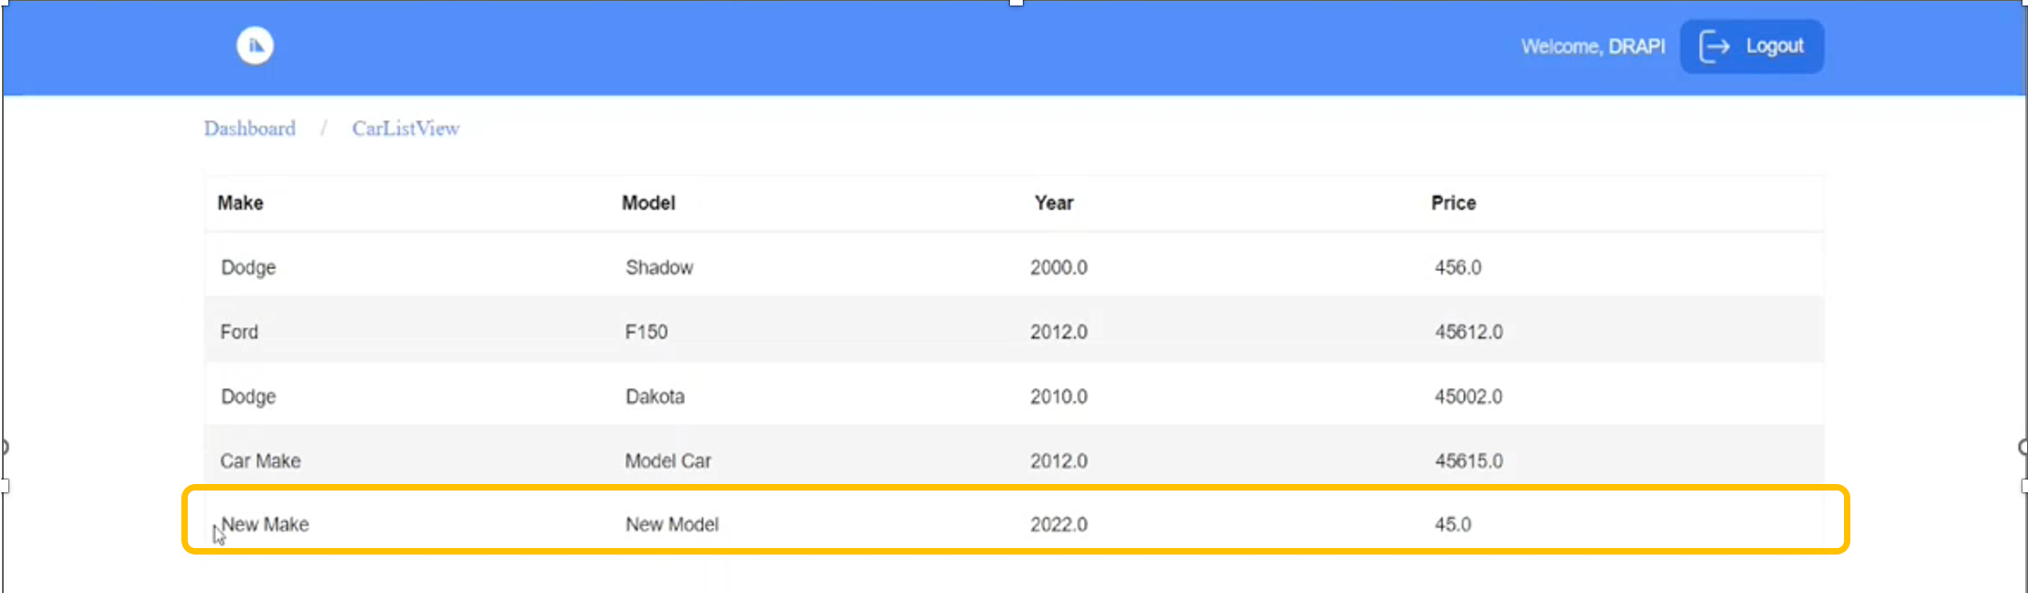 Welcome, DRAPI Logout
Dashboard / CarListView
Make Model Year Price
Dodge Shadow 2000.0 456.0
Ford F150 2012.0 45612.0
Dodge Dakota 2010.0 45002.0
Car Make Model Car 2012.0 45615.0
New Make New Model 2022.0 45.0